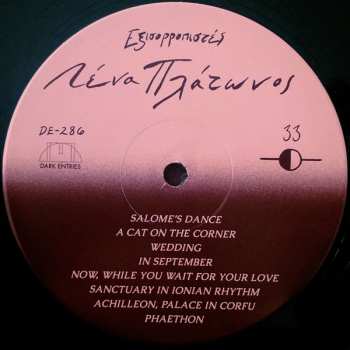 Εξισορροπιστές
Λένα Πλάτωνος
DE-286
33
DARK ENTRIES
SALOME'S DANCE
A CAT ON THE CORNER
WEDDING
IN SEPTEMBER
NOW, WHILE YOU WAIT FOR YOUR LOVE
SANCTUARY IN IONIAN RHYTHM
ACHILLEON, PALACE IN CORFU
PHAETHON